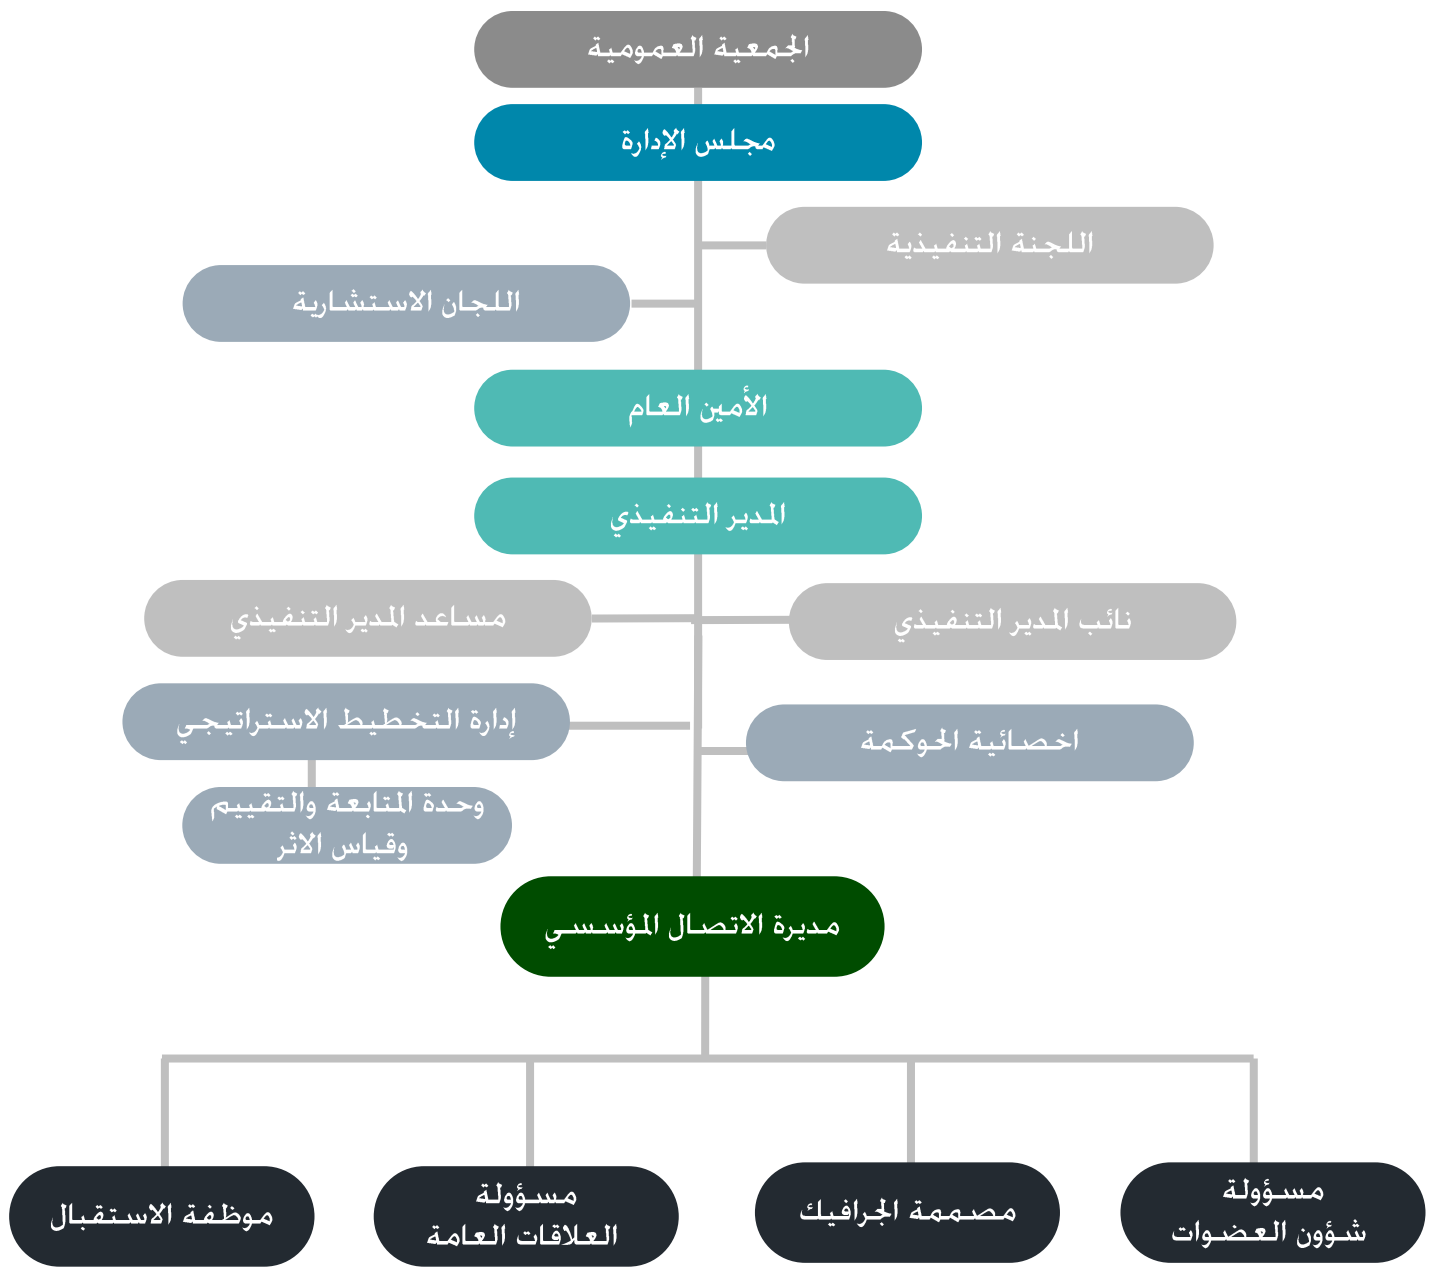 الجمعية العمومية
مجلس الإدارة
اللجنة التنفيذية
اللجان الاستشارية
الأمين العام
المدير التنفيذي
نائب المدير التنفيذي
مساعد المدير التنفيذي
اخصائية الحوكمة
إدارة التخطيط الاستراتيجي
وحدة المتابعة والتقييم
وقياس الاثر
مديرة الاتصال المؤسسي
مسؤولة
شؤون العضوات
مصممة الجرافيك
مسؤولة
العلاقات العامة
موظفة الاستقبال